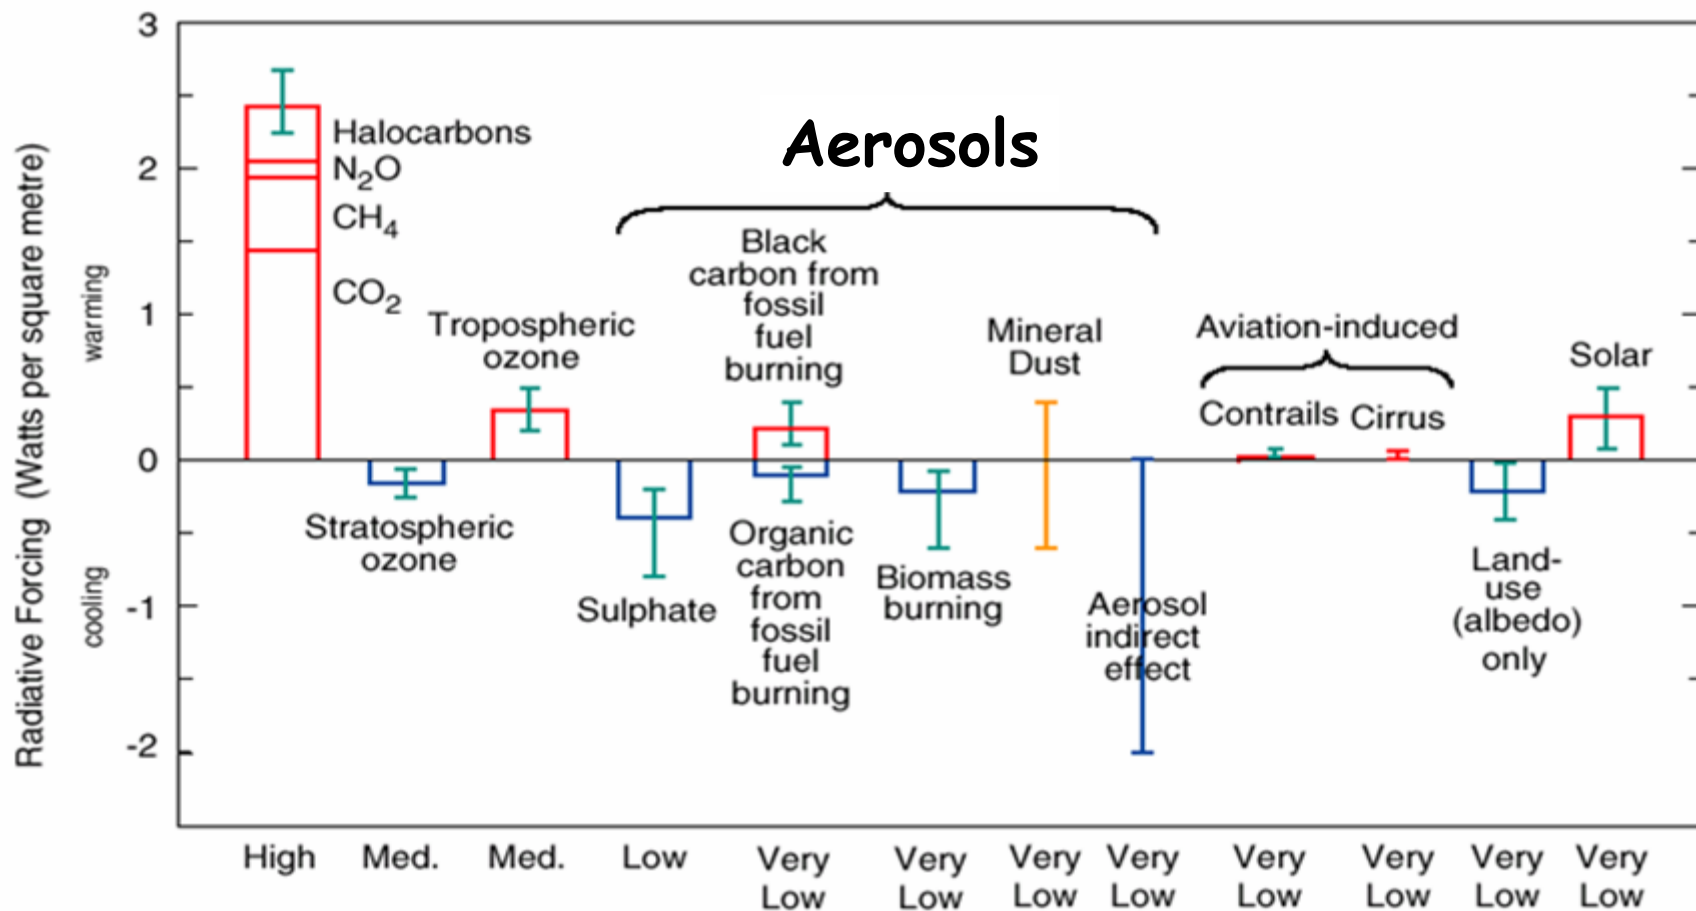 Radiative Forcing (Watts per square metre)
warming
cooling
3
2
1
0
-1
-2
Halocarbons
N₂O
CH₄
CO₂
Stratospheric
ozone
Tropospheric
ozone
Aerosols
Sulphate
Black
carbon from
fossil
fuel
burning
Organic
carbon
from
fossil
fuel
burning
Biomass
burning
Mineral
Dust
Aerosol
indirect
effect
Aviation-induced
Contrails Cirrus
Land-
use
(albedo)
only
Solar
High
Med.
Med.
Low
Very
Low
Very
Low
Very
Low
Very
Low
Very
Low
Very
Low
Very
Low
Very
Low